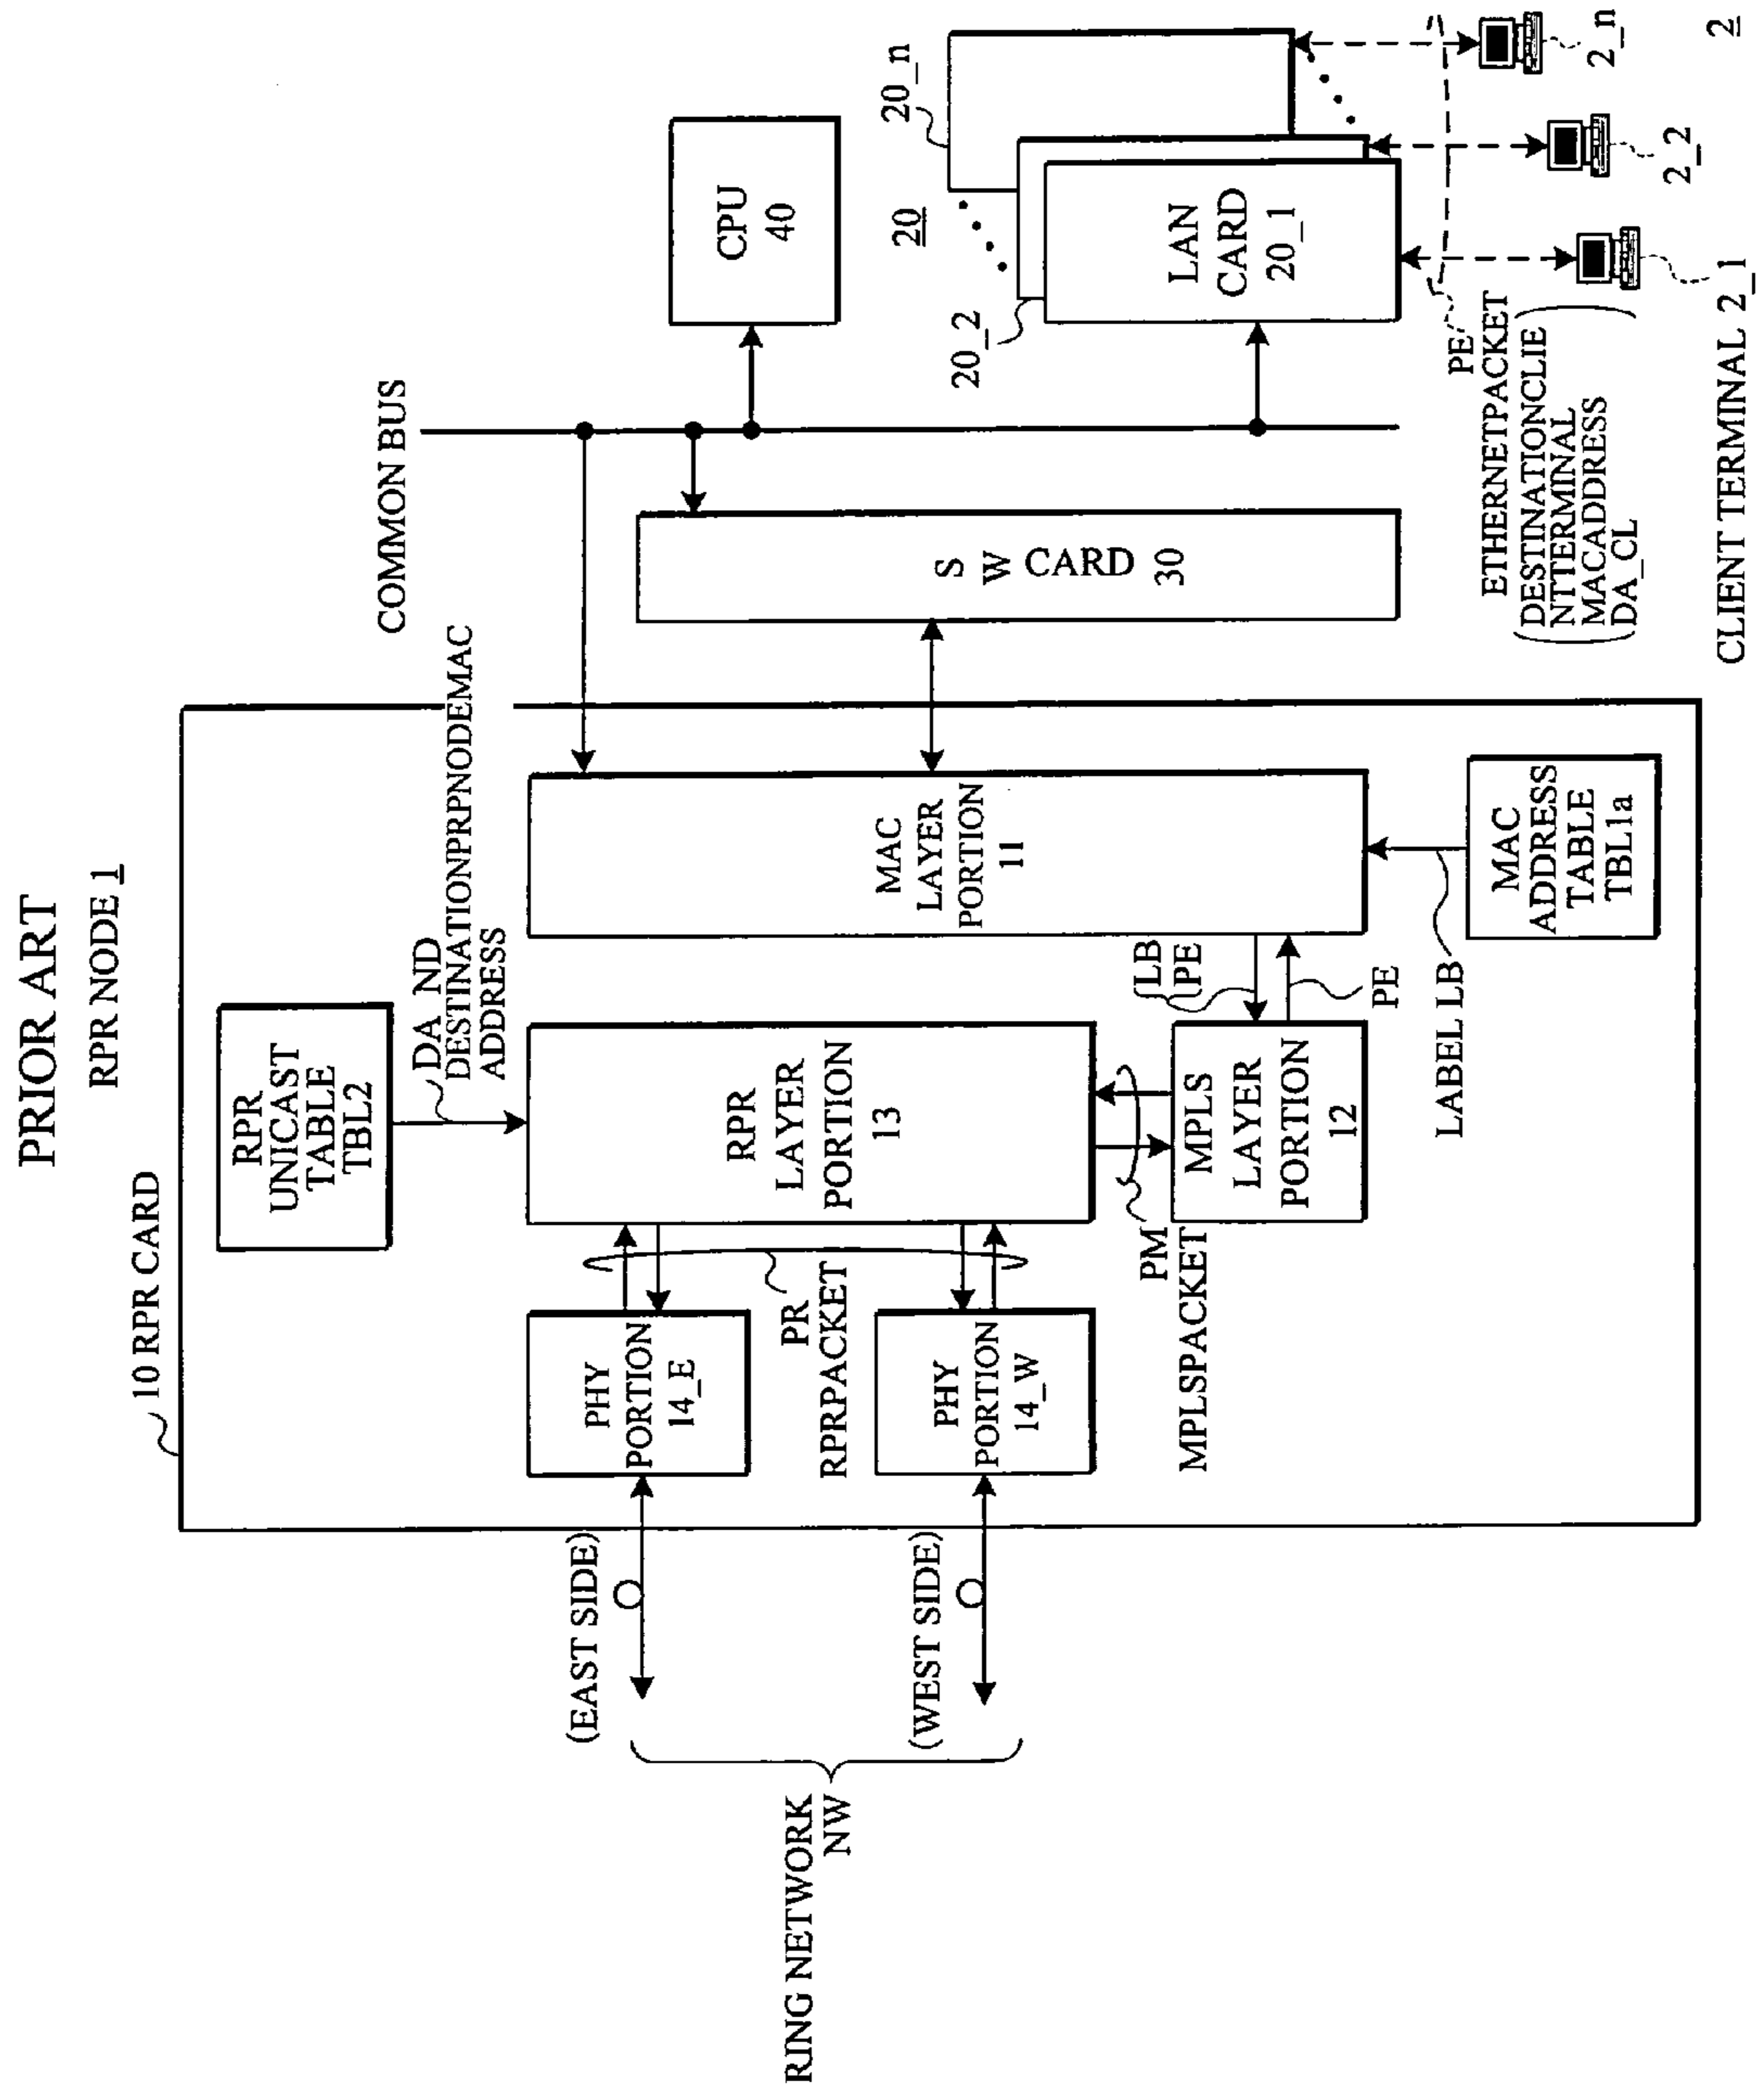 PRIOR ART
RPR NODE 1
10 RPR CARD
RPR
UNICAST
TABLE
TBL2
DA_ND
DESTINATIONPRPNODEMAC
ADDRESS
COMMON BUS
CPU
40
(EAST SIDE)
PHY
PORTION
14_E
PR
RPRPACKET
RPR
LAYER
PORTION
13
MAC
LAYER
PORTION
11
S
W CARD
30
20_n
20
20_2
LAN
CARD
20_1
RING NETWORK
NW
(WEST SIDE)
PHY
PORTION
14_W
PM
MPLSPACKET
MPLS
LAYER
PORTION
12
LB
PE
PE
LABEL LB
MAC
ADDRESS
TABLE
TBL1a
PE
ETHERNETPACKET
DESTINATIONCLIE
NTTERMINAL
MACADDRESS
DA_CL
CLIENT TERMINAL 2_1
2_2
2_n
2